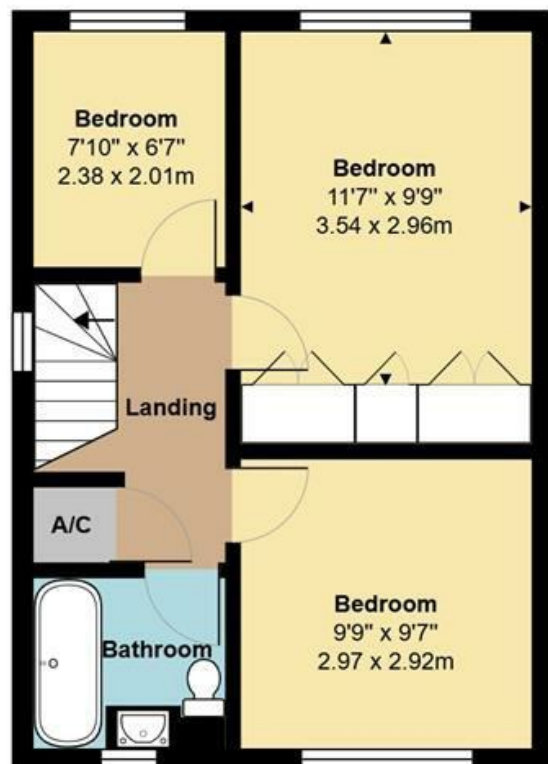 Bedroom
7'10" x 6'7"
2.38 x 2.01m
Bedroom
11'7" x 9'9"
3.54 x 2.96m
Landing
A/C
Bathroom
Bedroom
9'9" x 9'7"
2.97 x 2.92m